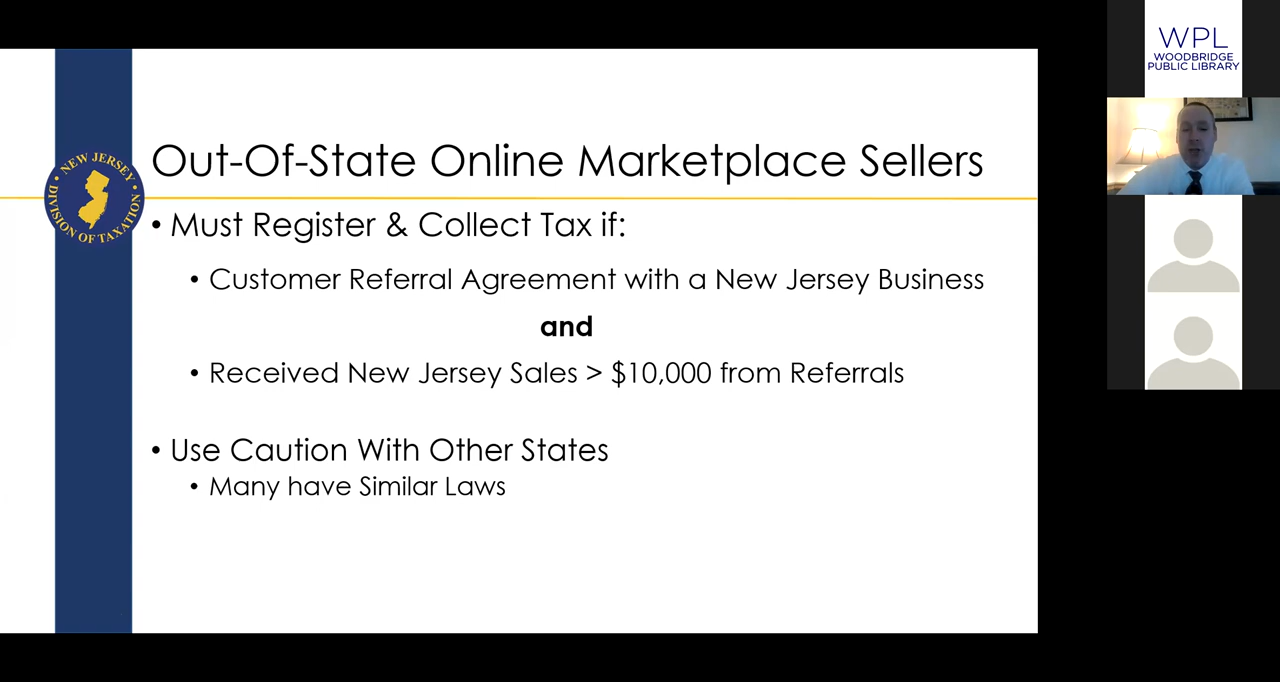 WPL
WOODBRIDGE
PUBLIC LIBRARY
Out-Of-State Online Marketplace Sellers
NEW JERSEY
DIVISION OF TAXATION
• Must Register & Collect Tax if:
• Customer Referral Agreement with a New Jersey Business
and
• Received New Jersey Sales > $10,000 from Referrals
• Use Caution With Other States
• Many have Similar Laws